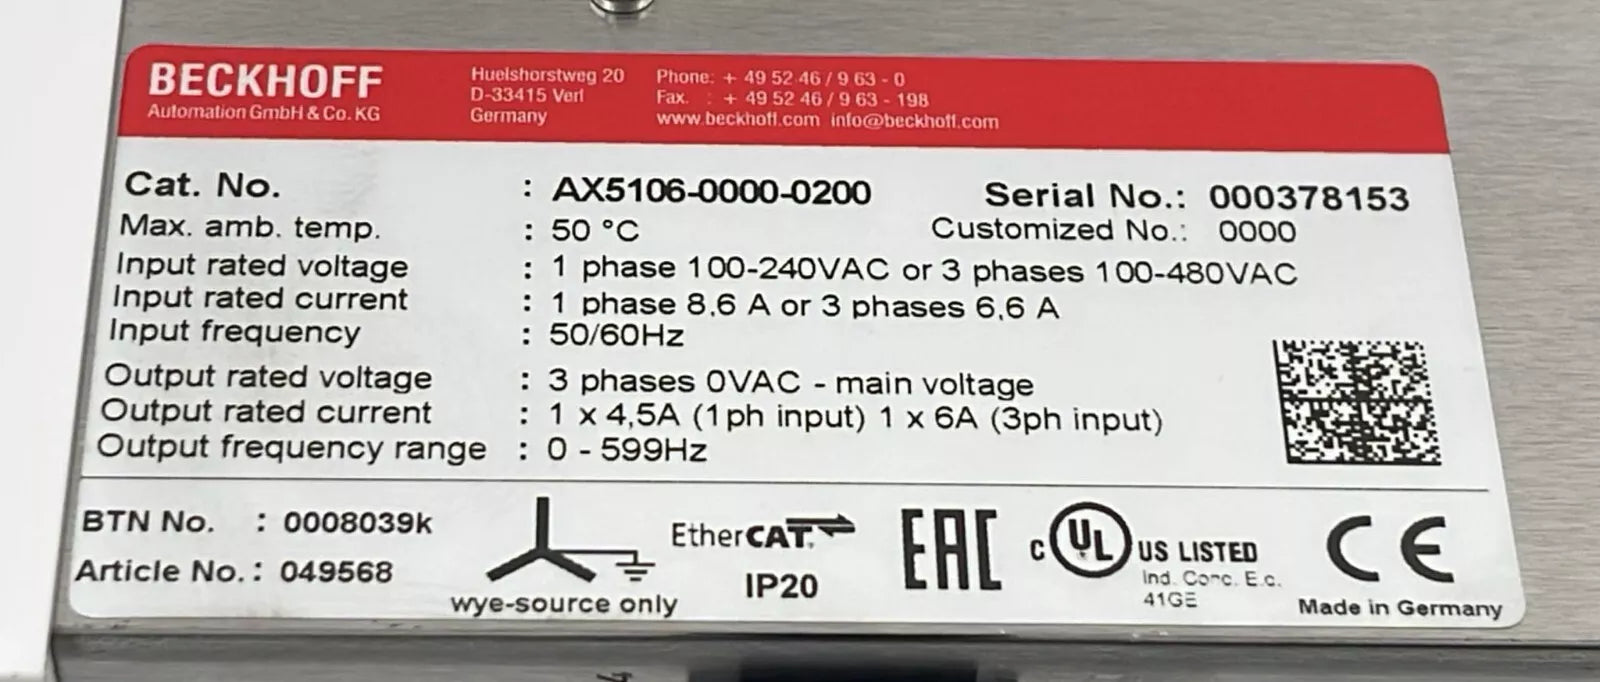 BECKHOFF
Automation GmbH & Co. KG
Huelshorstweg 20
D-33415 Verl
Germany
Phone: + 49 52 46 / 9 63 - 0
Fax. : + 49 52 46 / 9 63 - 198
www.beckhoff.com info@beckhoff.com
Cat. No. : AX5106-0000-0200 Serial No.: 000378153
Max. amb. temp. : 50 °C Customized No.: 0000
Input rated voltage : 1 phase 100-240VAC or 3 phases 100-480VAC
Input rated current : 1 phase 8,6 A or 3 phases 6,6 A
Input frequency : 50/60Hz
Output rated voltage : 3 phases 0VAC - main voltage
Output rated current : 1 x 4,5A (1ph input) 1 x 6A (3ph input)
Output frequency range : 0 - 599Hz
BTN No. : 0008039k
Article No. : 049568
wye-source only
EtherCAT
IP20
EAC
c UL US LISTED
Ind. Conc. E.c.
41GE
CE
Made in Germany